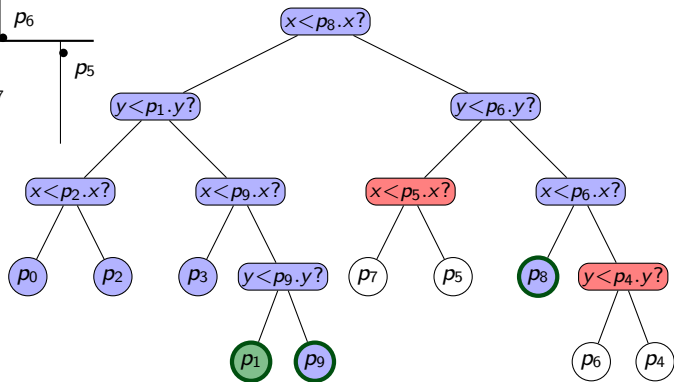 p6
x<p8.x?
p5
7
y<p1.y?
y<p6.y?
x<p2.x?
x<p9.x?
x<p5.x?
x<p6.x?
p0
p2
p3
y<p9.y?
p7
p5
p8
y<p4.y?
p1
p9
p6
p4